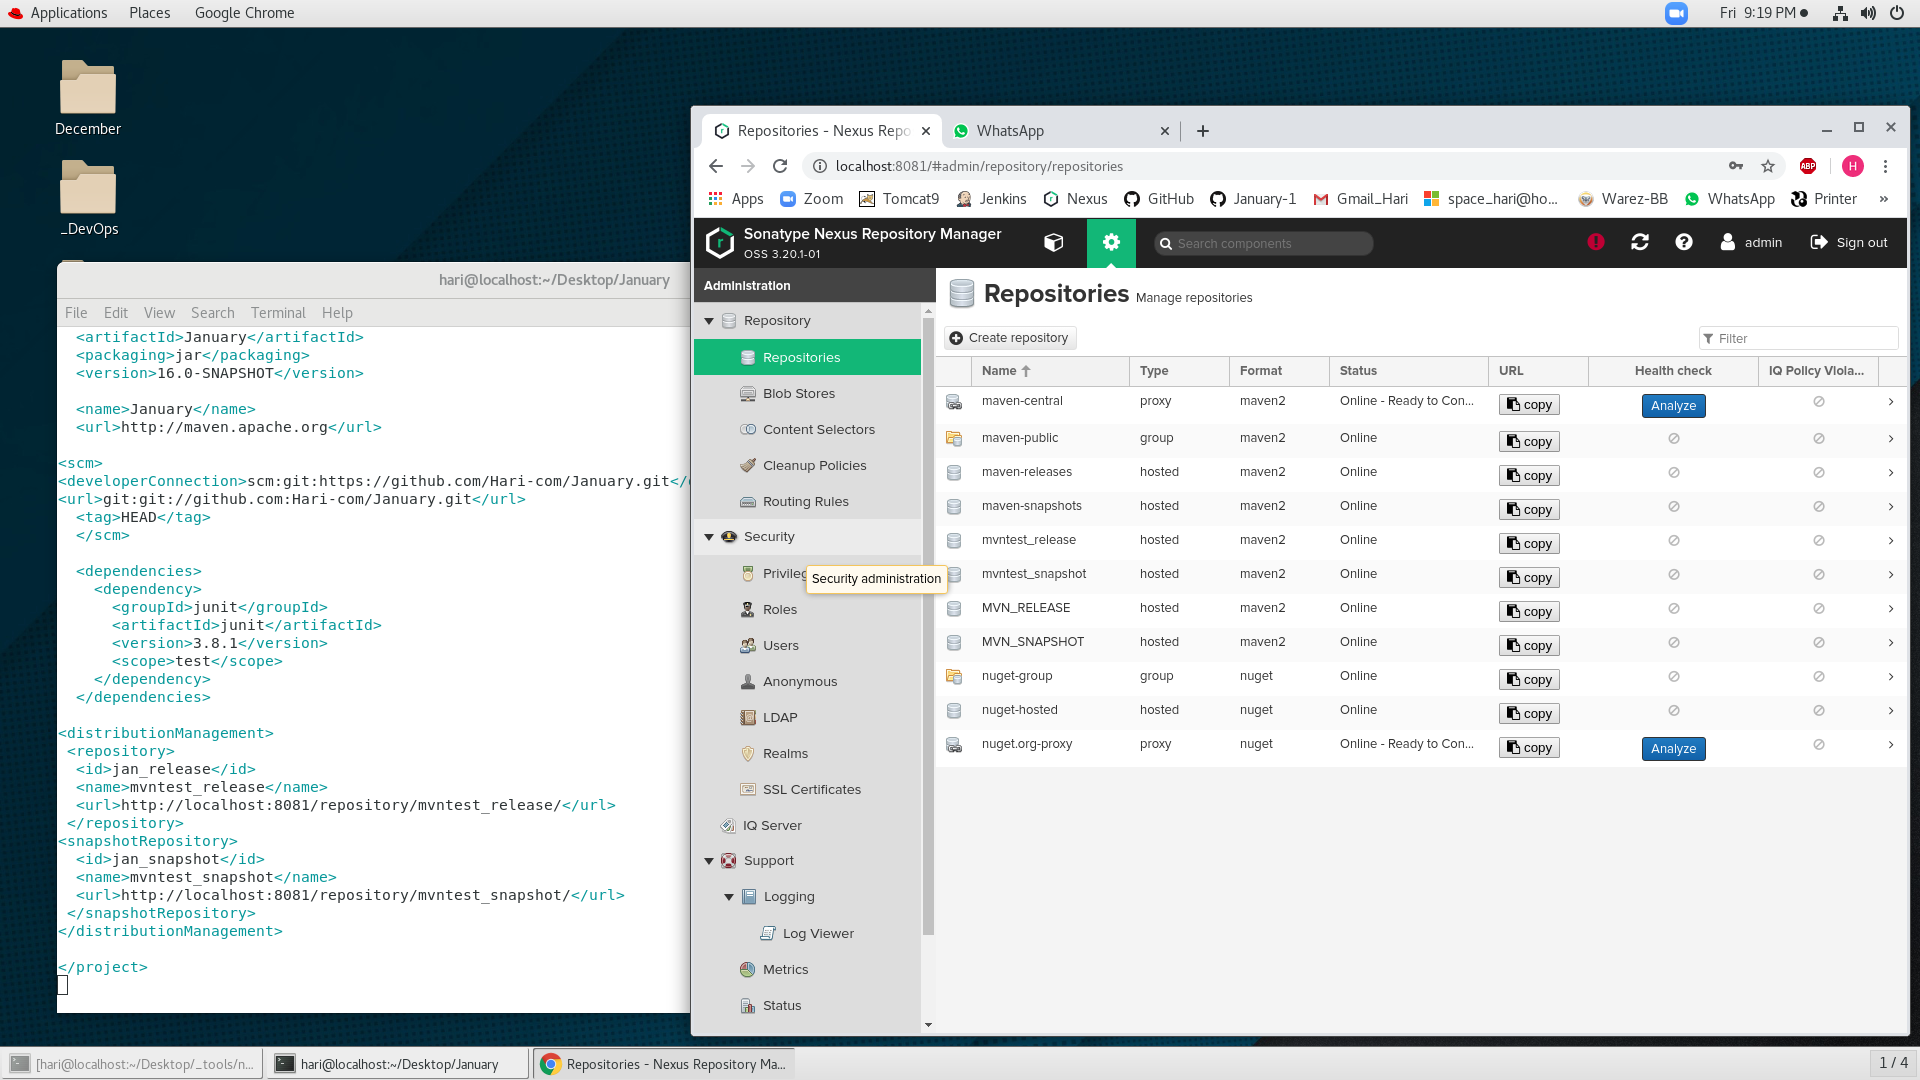 Applications Places Google Chrome
Fri 9:19 PM
December
_DevOps
hari@localhost:~/Desktop/January
File Edit View Search Terminal Help
<artifactId>January</artifactId>
<packaging>jar</packaging>
<version>16.0-SNAPSHOT</version>
<name>January</name>
<url>http://maven.apache.org</url>
<scm>
<developerConnection>scm:git:https://github.com/Hari-com/January.git</
<url>git:git://github.com:Hari-com/January.git</url>
<tag>HEAD</tag>
</scm>
<dependencies>
<dependency>
<groupId>junit</groupId>
<artifactId>junit</artifactId>
<version>3.8.1</version>
<scope>test</scope>
</dependency>
</dependencies>
<distributionManagement>
<repository>
<id>jan_release</id>
<name>mvntest_release</name>
<url>http://localhost:8081/repository/mvntest_release/</url>
</repository>
<snapshotRepository>
<id>jan_snapshot</id>
<name>mvntest_snapshot</name>
<url>http://localhost:8081/repository/mvntest_snapshot/</url>
</snapshotRepository>
</distributionManagement>
</project>
Repositories - Nexus Repo
WhatsApp
localhost:8081/#admin/repository/repositories
ABP H
Apps Zoom Tomcat9 Jenkins Nexus GitHub January-1 Gmail_Hari space_hari@ho... Warez-BB WhatsApp Printer »
Sonatype Nexus Repository Manager
OSS 3.20.1-01
Search components
admin Sign out
Administration
Repository
Repositories
Blob Stores
Content Selectors
Cleanup Policies
Routing Rules
Security
Privileg
Security administration
Roles
Users
Anonymous
LDAP
Realms
SSL Certificates
IQ Server
Support
Logging
Log Viewer
Metrics
Status
Repositories Manage repositories
Create repository
Filter
Name Type Format Status URL Health check IQ Policy Viola...
maven-central proxy maven2 Online - Ready to Con... copy Analyze
maven-public group maven2 Online copy
maven-releases hosted maven2 Online copy
maven-snapshots hosted maven2 Online copy
mvntest_release hosted maven2 Online copy
mvntest_snapshot hosted maven2 Online copy
MVN_RELEASE hosted maven2 Online copy
MVN_SNAPSHOT hosted maven2 Online copy
nuget-group group nuget Online copy
nuget-hosted hosted nuget Online copy
nuget.org-proxy proxy nuget Online - Ready to Con... copy Analyze
[hari@localhost:~/Desktop/_tools/n...
hari@localhost:~/Desktop/January
Repositories - Nexus Repository Ma...
1 / 4